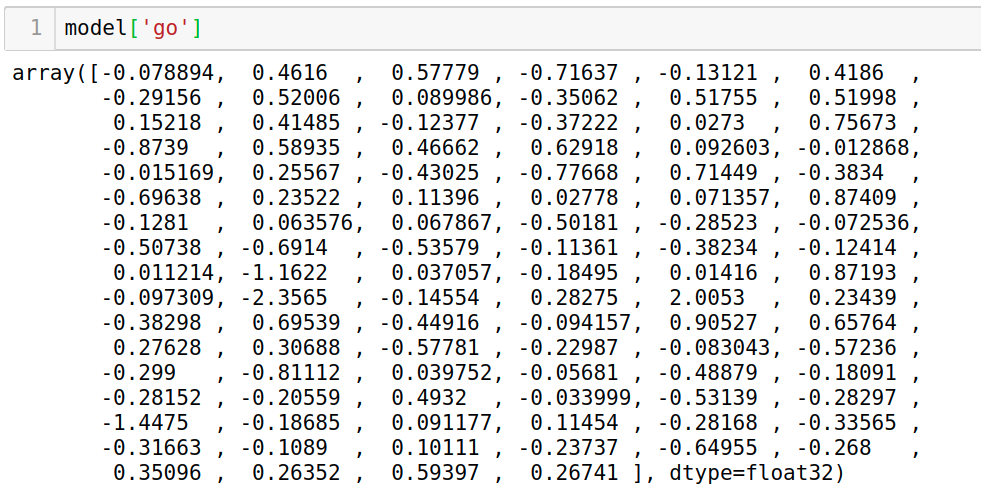 1 model['go']
array([-0.078894,  0.4616  ,  0.57779 , -0.71637 , -0.13121 ,  0.4186  ,
       -0.29156 ,  0.52006 ,  0.089986, -0.35062 ,  0.51755 ,  0.51998 ,
        0.15218 ,  0.41485 , -0.12377 , -0.37222 ,  0.0273  ,  0.75673 ,
       -0.8739  ,  0.58935 ,  0.46662 ,  0.62918 ,  0.092603, -0.012868,
       -0.015169,  0.25567 , -0.43025 , -0.77668 ,  0.71449 , -0.3834  ,
       -0.69638 ,  0.23522 ,  0.11396 ,  0.02778 ,  0.071357,  0.87409 ,
       -0.1281  ,  0.063576,  0.067867, -0.50181 , -0.28523 , -0.072536,
       -0.50738 , -0.6914  , -0.53579 , -0.11361 , -0.38234 , -0.12414 ,
        0.011214, -1.1622  ,  0.037057, -0.18495 ,  0.01416 ,  0.87193 ,
       -0.097309, -2.3565  , -0.14554 ,  0.28275 ,  2.0053  ,  0.23439 ,
       -0.38298 ,  0.69539 , -0.44916 , -0.094157,  0.90527 ,  0.65764 ,
        0.27628 ,  0.30688 , -0.57781 , -0.22987 , -0.083043, -0.57236 ,
       -0.299   , -0.81112 ,  0.039752, -0.05681 , -0.48879 , -0.18091 ,
       -0.28152 , -0.20559 ,  0.4932  , -0.033999, -0.53139 , -0.28297 ,
       -1.4475  , -0.18685 ,  0.091177,  0.11454 , -0.28168 , -0.33565 ,
       -0.31663 , -0.1089  ,  0.10111 , -0.23737 , -0.64955 , -0.268   ,
        0.35096 ,  0.26352 ,  0.59397 ,  0.26741 ], dtype=float32)